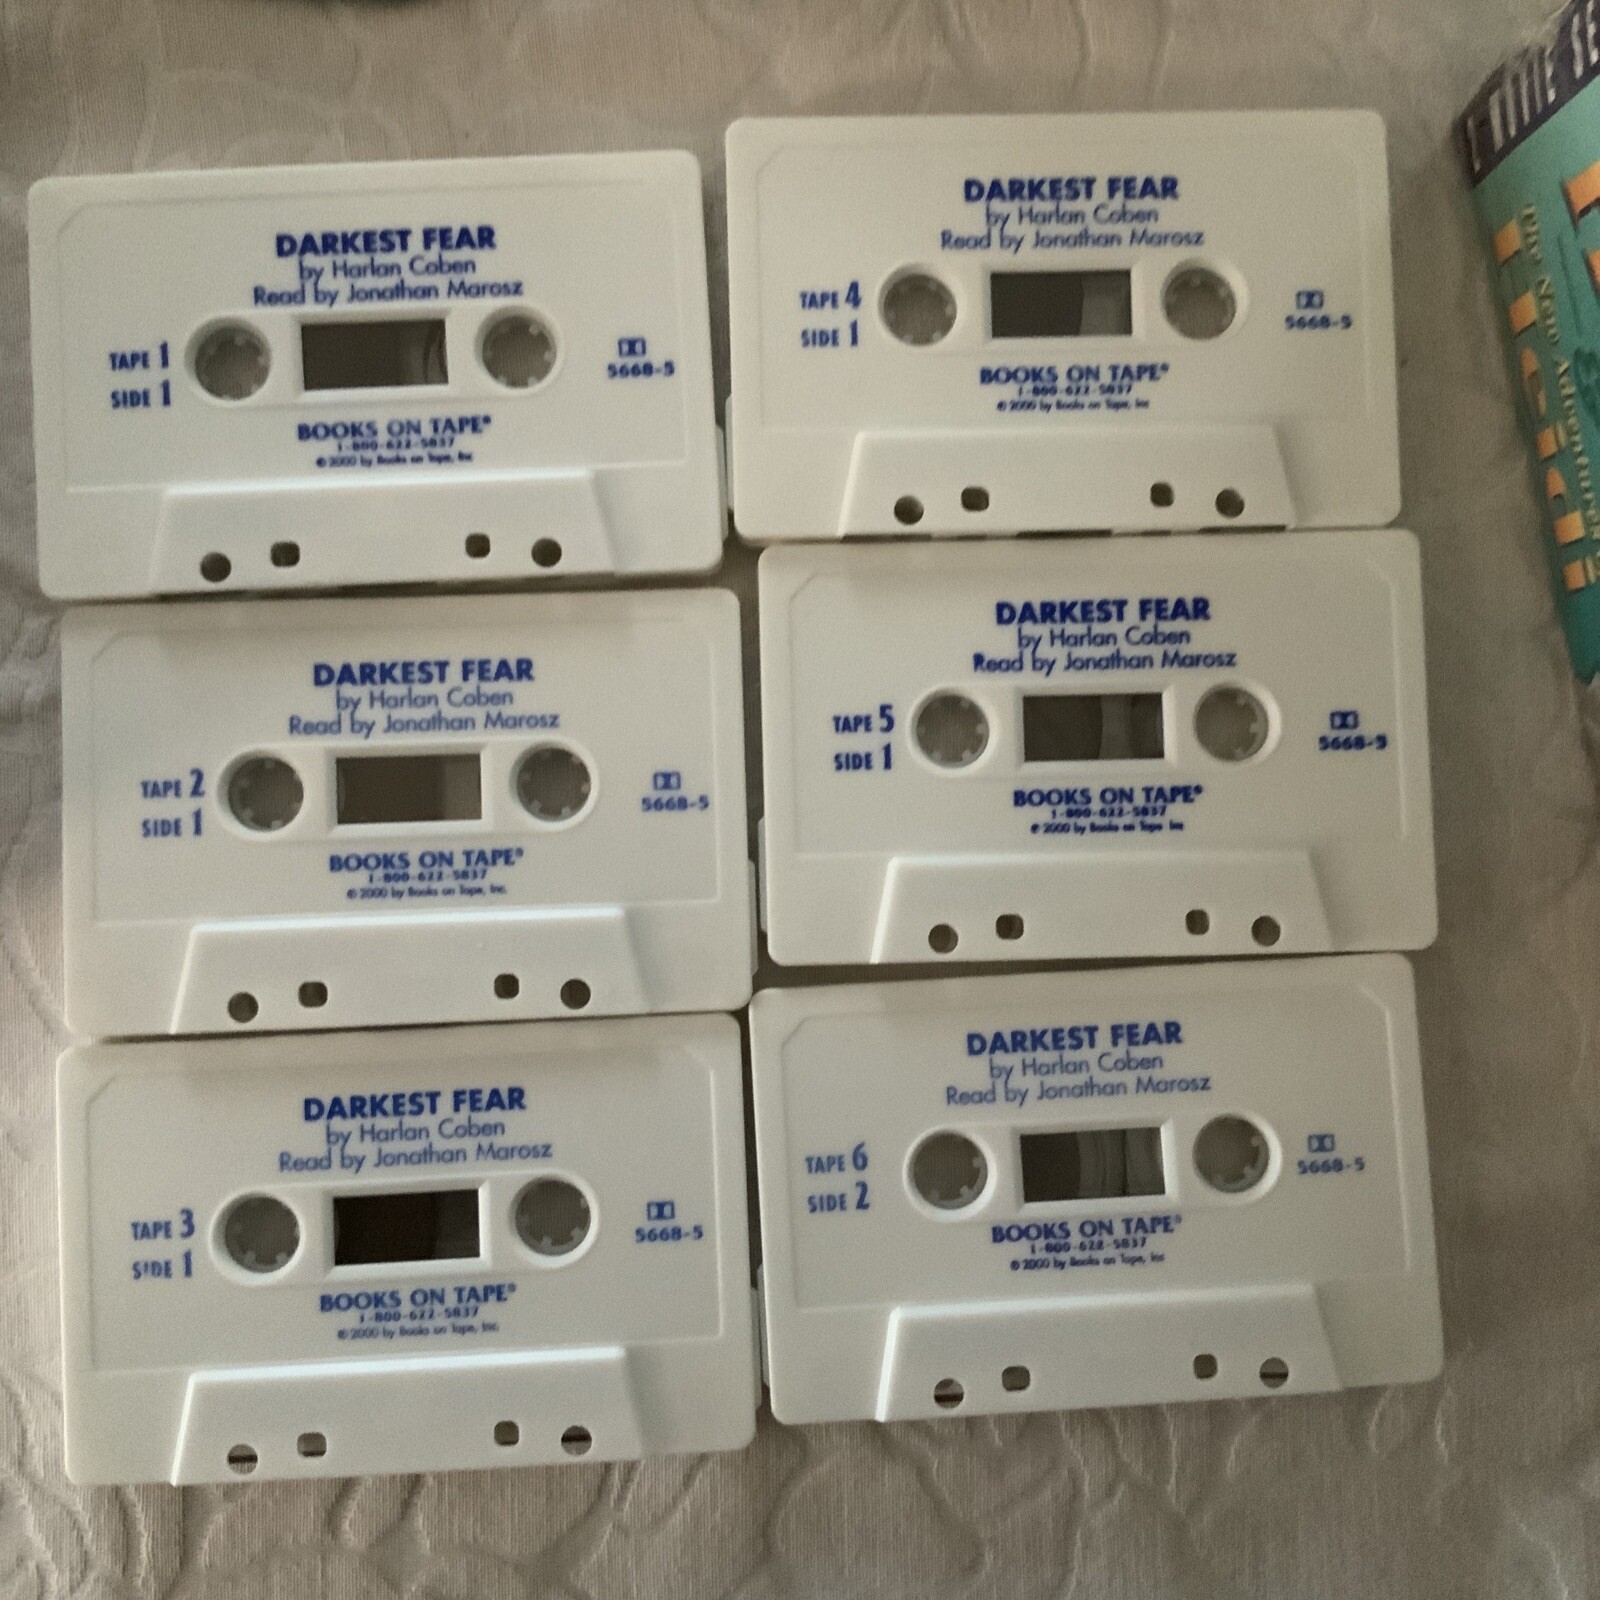 DARKEST FEAR
by Harlan Coben
Read by Jonathan Marosz
TAPE 1
SIDE 1
5668-5
BOOKS ON TAPE®
1-800-622-5837
© 2000 by Books on Tape, Inc
DARKEST FEAR
by Harlan Coben
Read by Jonathan Marosz
TAPE 2
SIDE 1
5668-5
BOOKS ON TAPE®
1-800-622-5837
© 2000 by Books on Tape, Inc.
DARKEST FEAR
by Harlan Coben
Read by Jonathan Marosz
TAPE 3
SIDE 1
5668-5
BOOKS ON TAPE®
1-800-622-5837
© 2000 by Books on Tape, Inc.
DARKEST FEAR
by Harlan Coben
Read by Jonathan Marosz
TAPE 4
SIDE 1
5668-5
BOOKS ON TAPE®
1-800-622-5837
© 2000 by Books on Tape, Inc
DARKEST FEAR
by Harlan Coben
Read by Jonathan Marosz
TAPE 5
SIDE 1
5668-5
BOOKS ON TAPE®
1-800-622-5837
© 2000 by Books on Tape Inc
DARKEST FEAR
by Harlan Coben
Read by Jonathan Marosz
TAPE 6
SIDE 2
5668-5
BOOKS ON TAPE®
1-800-622-5837
© 2000 by Books on Tape, Inc
The New Adventures